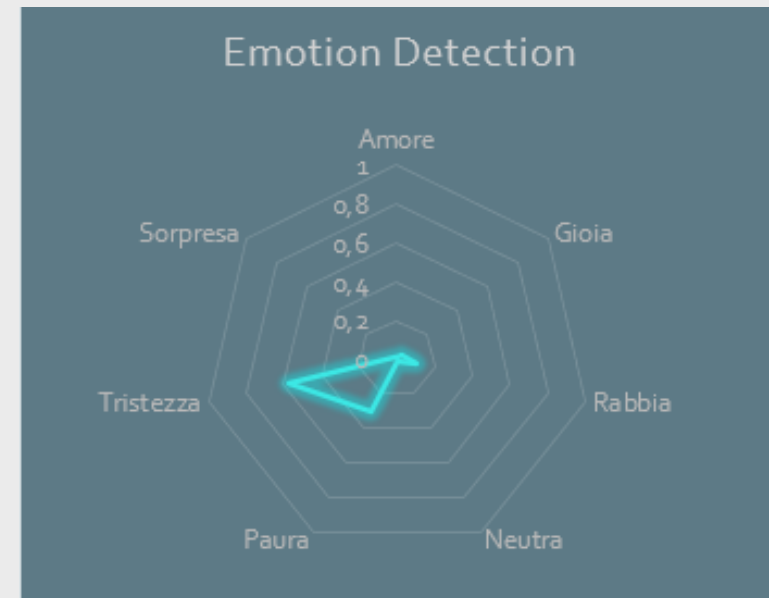 Emotion Detection
Amore
1
0,8
Sorpresa
Gioia
0,6
0,4
0,2
0
Tristezza
Rabbia
Paura
Neutra